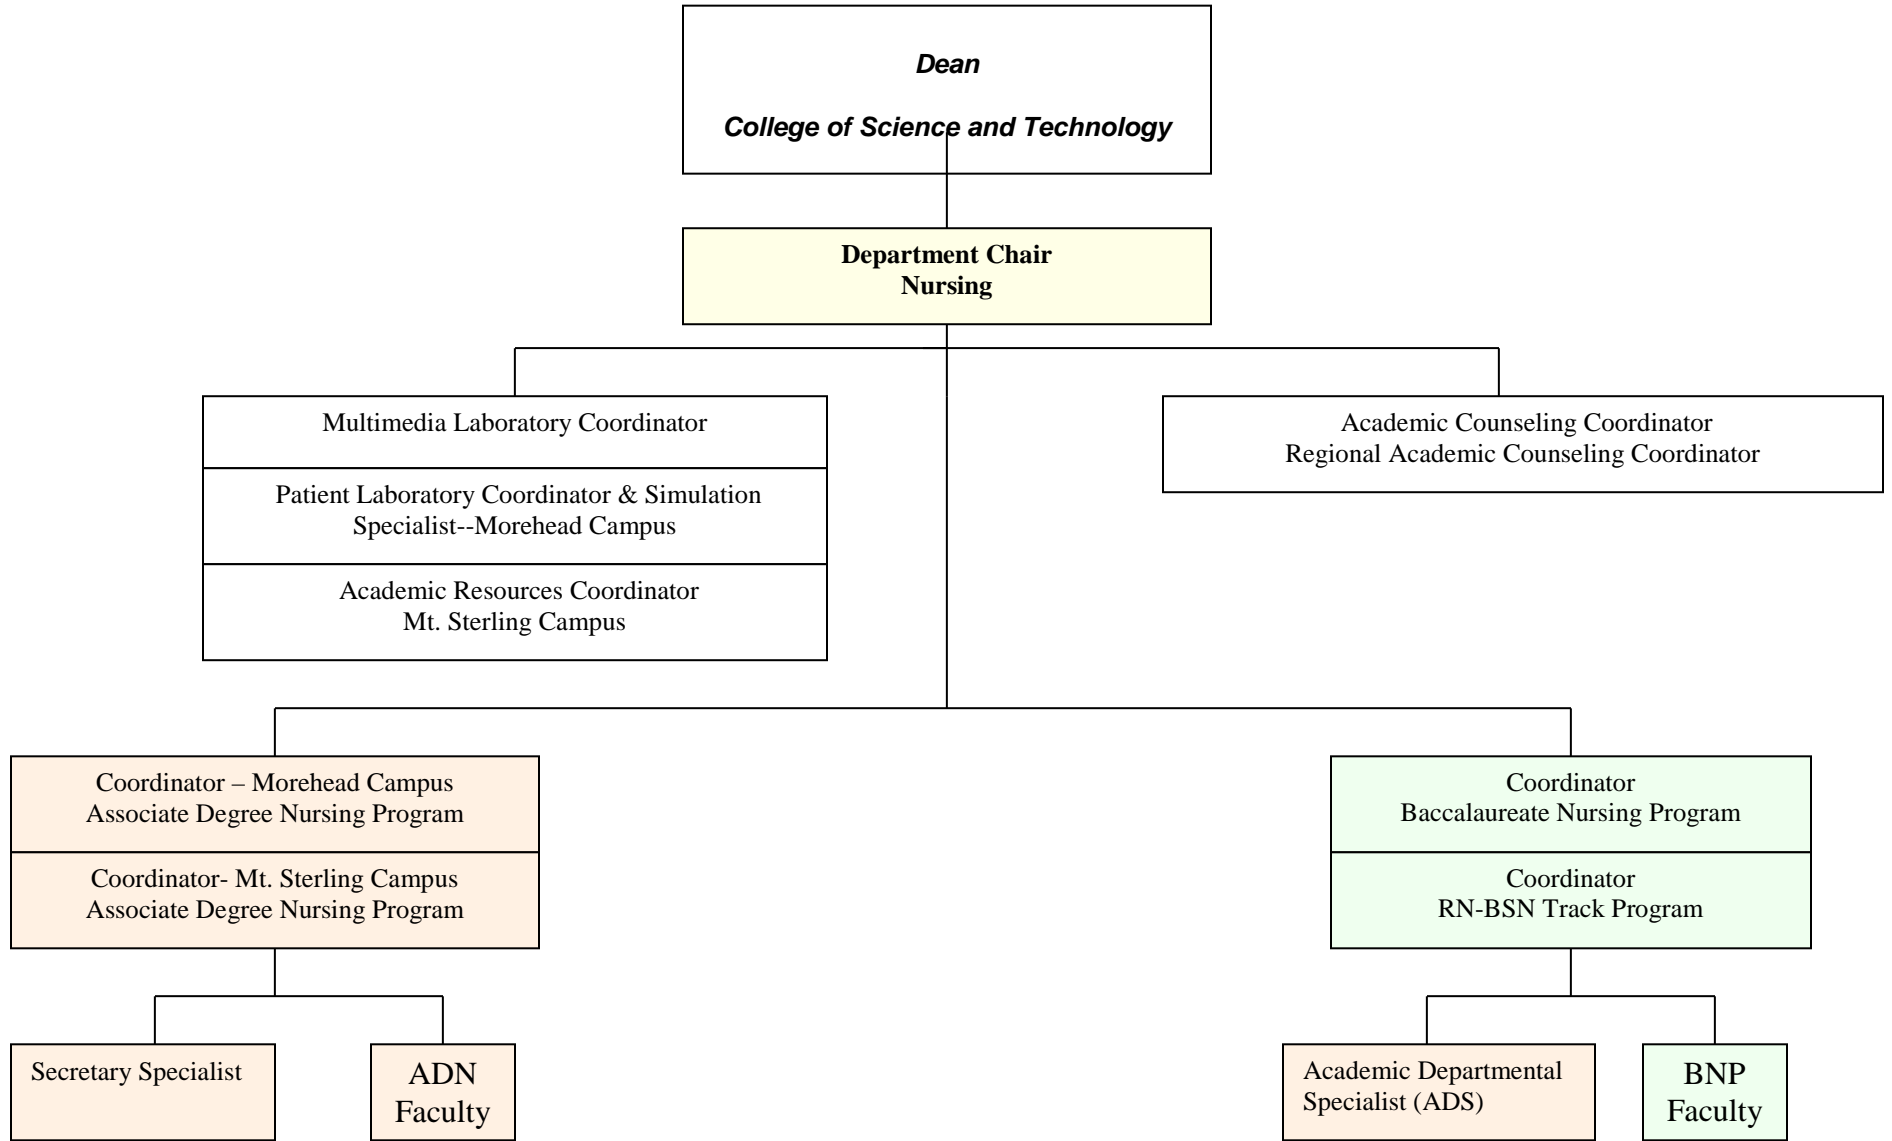 Dean
College of Science and Technology
Department Chair
Nursing
Multimedia Laboratory Coordinator
Patient Laboratory Coordinator & Simulation
Specialist--Morehead Campus
Academic Resources Coordinator
Mt. Sterling Campus
Academic Counseling Coordinator
Regional Academic Counseling Coordinator
Coordinator – Morehead Campus
Associate Degree Nursing Program
Coordinator- Mt. Sterling Campus
Associate Degree Nursing Program
Coordinator
Baccalaureate Nursing Program
Coordinator
RN-BSN Track Program
Secretary Specialist
ADN
Faculty
Academic Departmental
Specialist (ADS)
BNP
Faculty